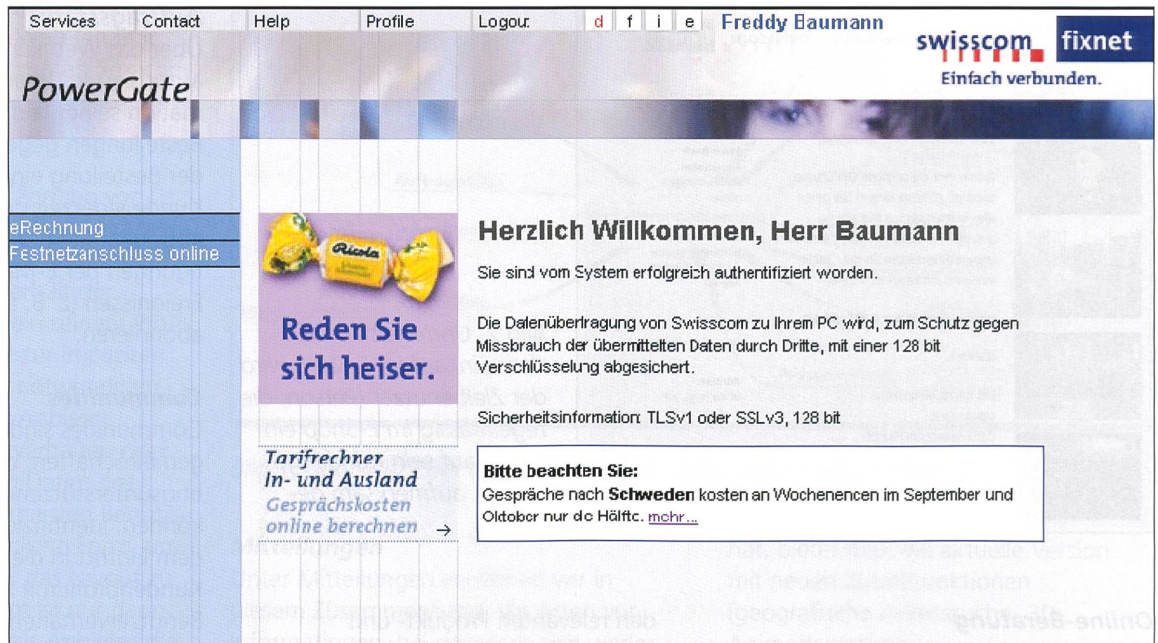 Services Contact Help Profile Logout d f i e Freddy Baumann
swisscom fixnet
Einfach verbunden.
PowerGate
eRechnung
Festnetzanschluss online
Ricola
Reden Sie
sich heiser.
Herzlich Willkommen, Herr Baumann
Sie sind vom System erfolgreich authentifiziert worden.
Die Datenübertragung von Swisscom zu Ihrem PC wird, zum Schutz gegen
Missbrauch der übermittelten Daten durch Dritte, mit einer 128 bit
Verschlüsselung abgesichert.
Sicherheitsinformation: TLSv1 oder SSLv3, 128 bit
Tarifrechner
In- und Ausland
Gesprächskosten
online berechnen →
Bitte beachten Sie:
Gespräche nach Schweden kosten an Wochenenden im September und
Oktober nur die Hälfte. mehr...